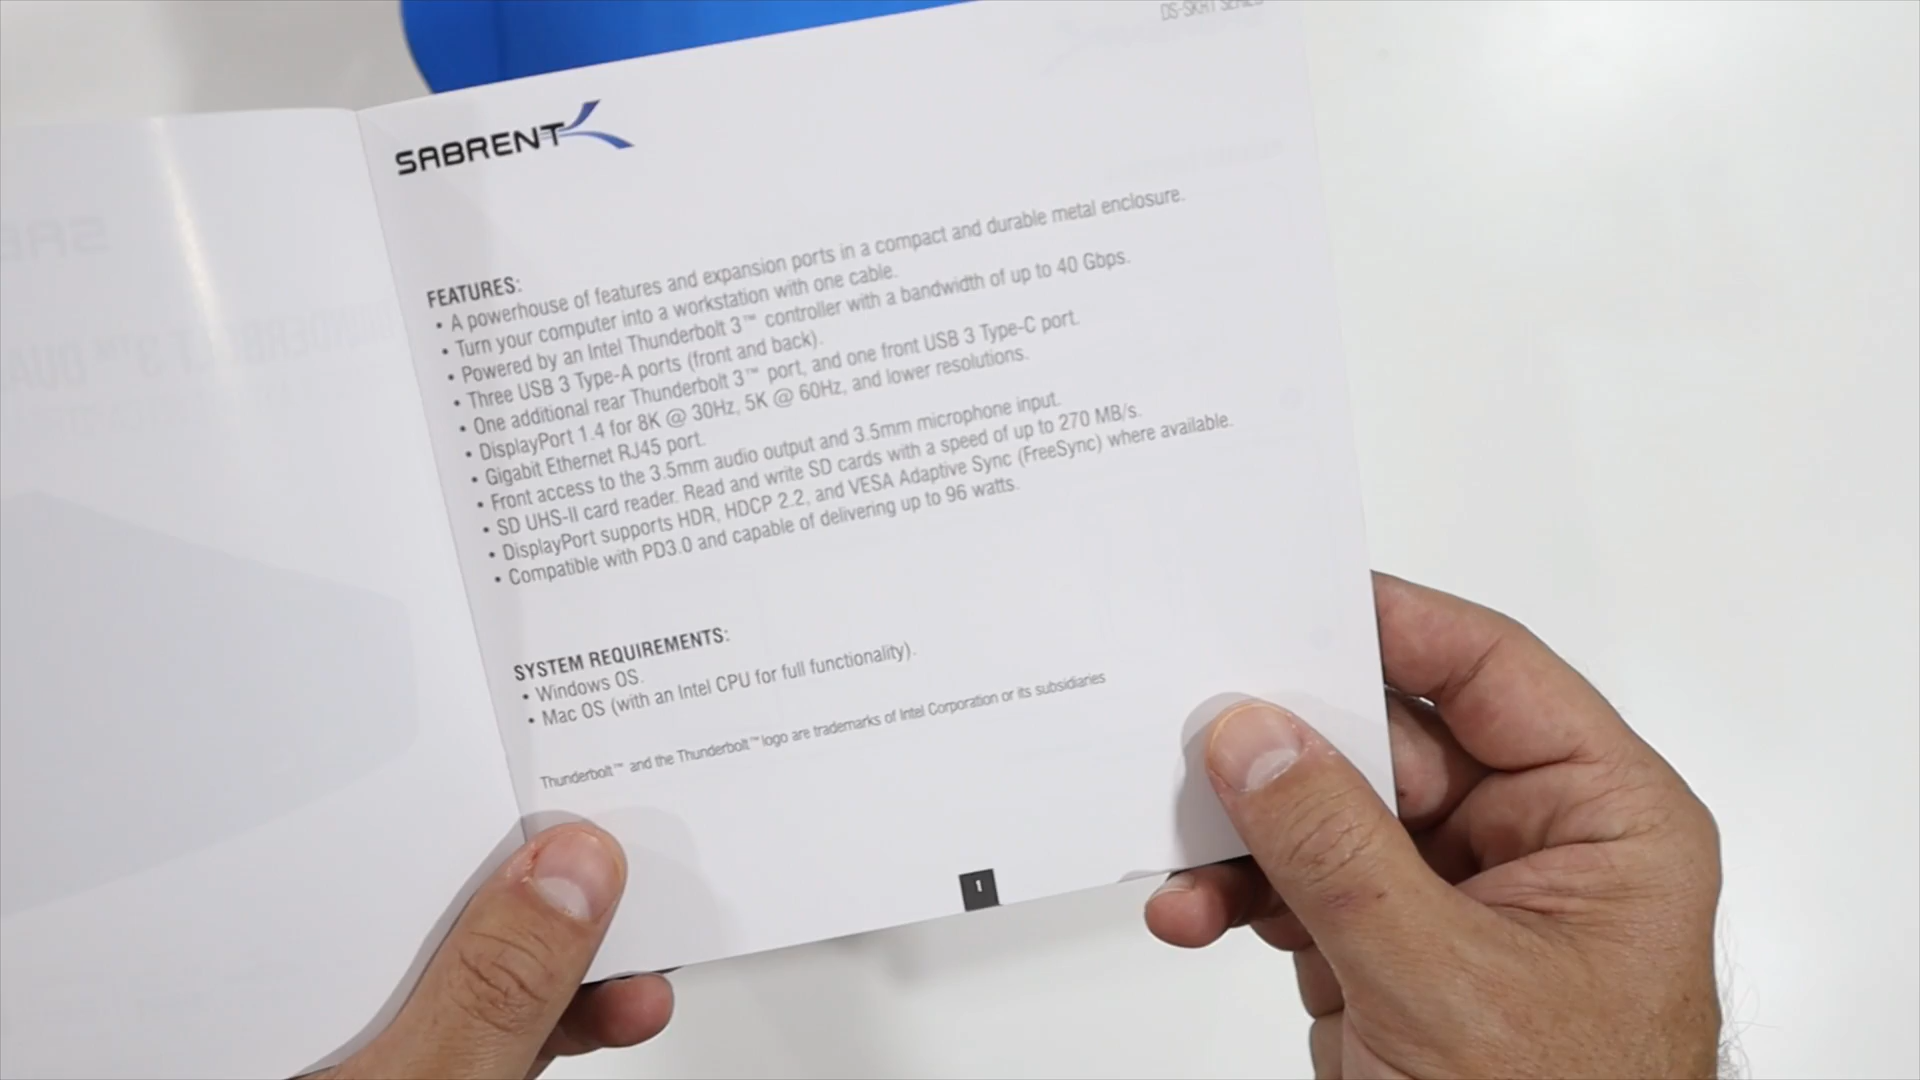 SABRENT
FEATURES:
• A powerhouse of features and expansion ports in a compact and durable metal enclosure.
• Turn your computer into a workstation with one cable.
• Powered by an Intel Thunderbolt 3™ controller with a bandwidth of up to 40 Gbps.
• Three USB 3 Type-A ports (front and back).
• One additional rear Thunderbolt 3™ port, and one front USB 3 Type-C port.
• DisplayPort 1.4 for 8K @ 30Hz, 5K @ 60Hz, and lower resolutions.
• Gigabit Ethernet RJ45 port.
• Front access to the 3.5mm audio output and 3.5mm microphone input.
• SD UHS-II card reader. Read and write SD cards with a speed of up to 270 MB/s.
• DisplayPort supports HDR, HDCP 2.2, and VESA Adaptive Sync (FreeSync) where available.
• Compatible with PD3.0 and capable of delivering up to 96 watts.
SYSTEM REQUIREMENTS:
• Windows OS.
• Mac OS (with an Intel CPU for full functionality).
Thunderbolt™ and the Thunderbolt™ logo are trademarks of Intel Corporation or its subsidiaries
1